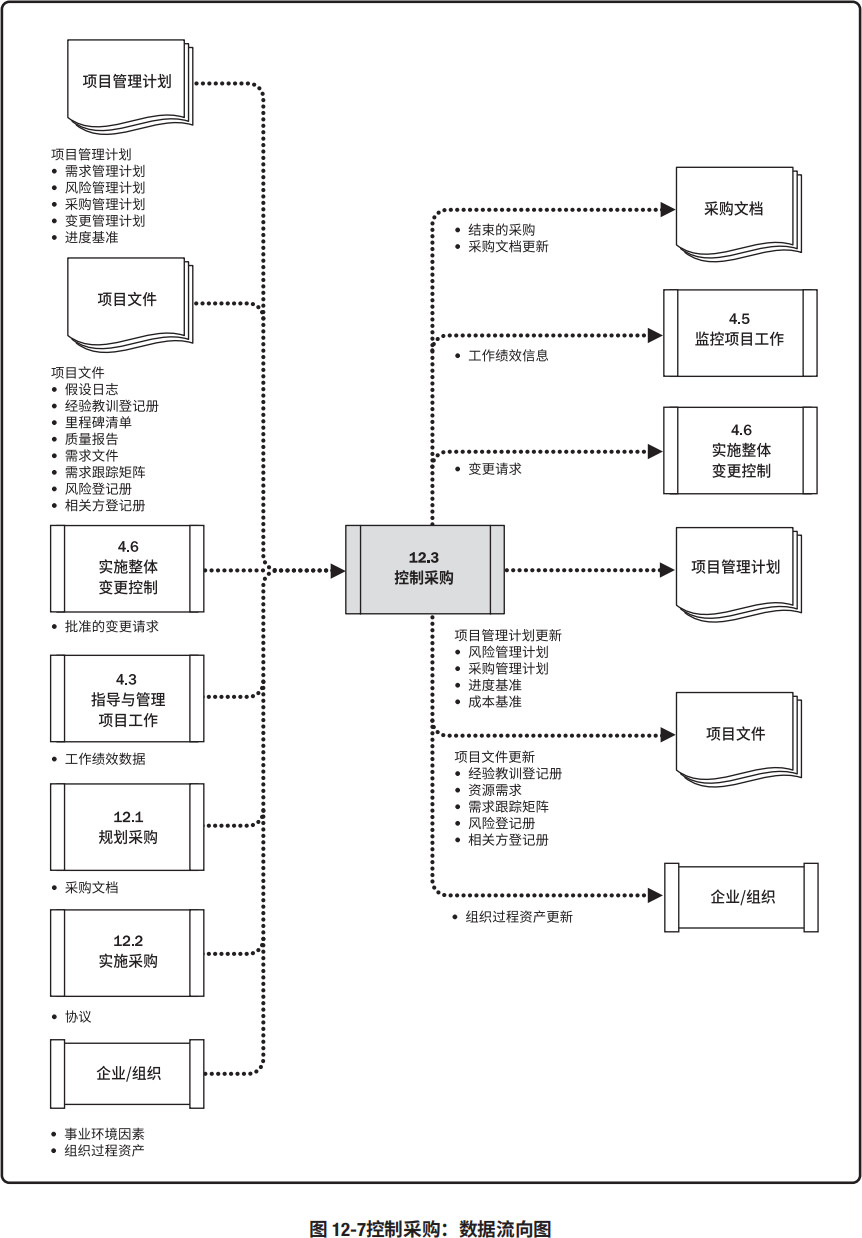 项目管理计划
项目管理计划
● 需求管理计划
● 风险管理计划
● 采购管理计划
● 变更管理计划
● 进度基准
项目文件
项目文件
● 假设日志
● 经验教训登记册
● 里程碑清单
● 质量报告
● 需求文件
● 需求跟踪矩阵
● 风险登记册
● 相关方登记册
4.6
实施整体
变更控制
● 批准的变更请求
4.3
指导与管理
项目工作
● 工作绩效数据
12.1
规划采购
● 采购文档
12.2
实施采购
● 协议
企业/组织
● 事业环境因素
● 组织过程资产
12.3
控制采购
采购文档
● 结束的采购
● 采购文档更新
4.5
监控项目工作
● 工作绩效信息
4.6
实施整体
变更控制
● 变更请求
项目管理计划
项目管理计划更新
● 风险管理计划
● 采购管理计划
● 进度基准
● 成本基准
项目文件
项目文件更新
● 经验教训登记册
● 资源需求
● 需求跟踪矩阵
● 风险登记册
● 相关方登记册
企业/组织
● 组织过程资产更新
图 12-7控制采购：数据流向图